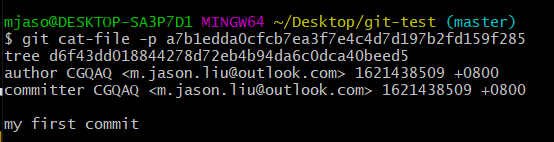 mjaso@DESKTOP-SA3P7D1 MINGW64 ~/Desktop/git-test (master)
$ git cat-file -p a7b1edda0cfcb7ea3f7e4c4d7d197b2fd159f285
tree d6f43dd018844278d72eb4b94da6c0dca40beed5
author CGQAQ <m.jason.liu@outlook.com> 1621438509 +0800
committer CGQAQ <m.jason.liu@outlook.com> 1621438509 +0800
my first commit